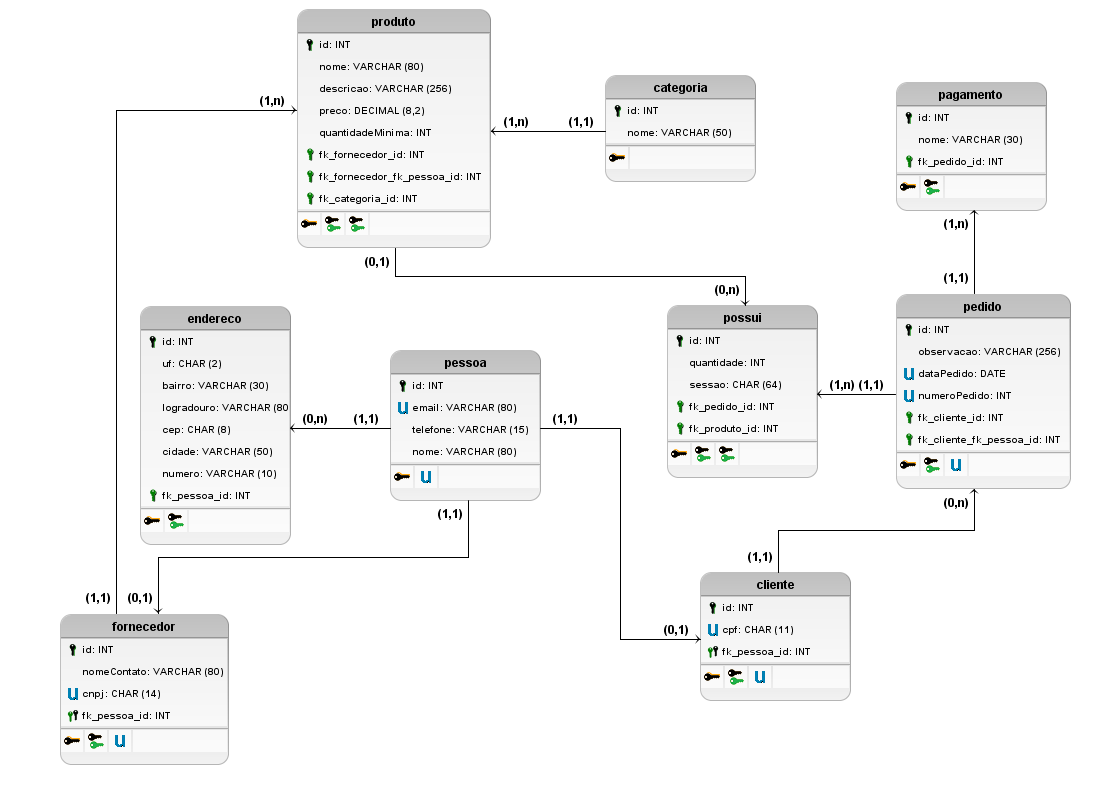 produto
id: INT
nome: VARCHAR (80)
descricao: VARCHAR (256)
preco: DECIMAL (8,2)
quantidadeMinima: INT
fk_fornecedor_id: INT
fk_fornecedor_fk_pessoa_id: INT
fk_categoria_id: INT
(1,n)
(1,n)
(1,1)
categoria
id: INT
nome: VARCHAR (50)
pagamento
id: INT
nome: VARCHAR (30)
fk_pedido_id: INT
(1,n)
(1,1)
(0,1)
(0,n)
endereco
id: INT
uf: CHAR (2)
bairro: VARCHAR (30)
logradouro: VARCHAR (80
cep: CHAR (8)
cidade: VARCHAR (50)
numero: VARCHAR (10)
fk_pessoa_id: INT
(0,n)
(1,1)
pessoa
id: INT
U email: VARCHAR (80)
telefone: VARCHAR (15)
nome: VARCHAR (80)
U
(1,1)
(1,1)
possui
id: INT
quantidade: INT
sessao: CHAR (64)
fk_pedido_id: INT
fk_produto_id: INT
(1,n) (1,1)
pedido
id: INT
observacao: VARCHAR (256)
U dataPedido: DATE
U numeroPedido: INT
fk_cliente_id: INT
fk_cliente_fk_pessoa_id: INT
U
(0,n)
(1,1)
(0,1)
(1,1)
(0,1)
fornecedor
id: INT
nomeContato: VARCHAR (80)
U cnpj: CHAR (14)
fk_pessoa_id: INT
U
cliente
id: INT
U cpf: CHAR (11)
fk_pessoa_id: INT
U